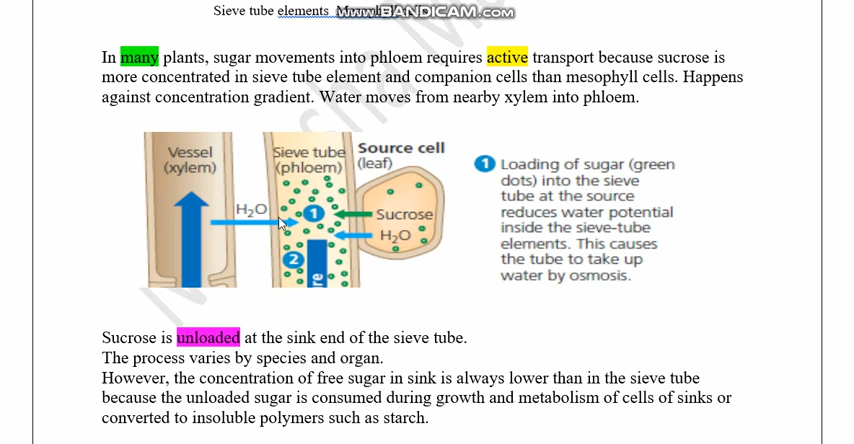 Sieve tube elements
www.BANDICAM.com
In many plants, sugar movements into phloem requires active transport because sucrose is
more concentrated in sieve tube element and companion cells than mesophyll cells. Happens
against concentration gradient. Water moves from nearby xylem into phloem.
Vessel
(xylem)
Sieve tube
(phloem)
Source cell
(leaf)
H₂O
1
Sucrose
H₂O
2
re
1 Loading of sugar (green
dots) into the sieve
tube at the source
reduces water potential
inside the sieve-tube
elements. This causes
the tube to take up
water by osmosis.
Sucrose is unloaded at the sink end of the sieve tube.
The process varies by species and organ.
However, the concentration of free sugar in sink is always lower than in the sieve tube
because the unloaded sugar is consumed during growth and metabolism of cells of sinks or
converted to insoluble polymers such as starch.